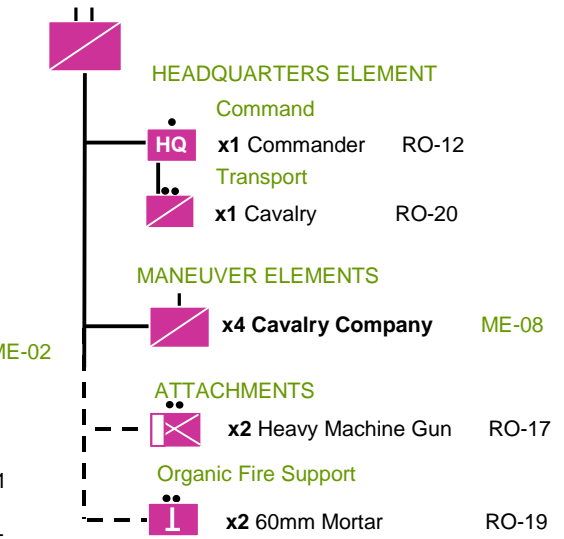 HEADQUARTERS ELEMENT
Command
HQ x1 Commander RO-12
Transport
x1 Cavalry RO-20
MANEUVER ELEMENTS
x4 Cavalry Company ME-08
ME-02
ATTACHMENTS
x2 Heavy Machine Gun RO-17
Organic Fire Support
x2 60mm Mortar RO-19